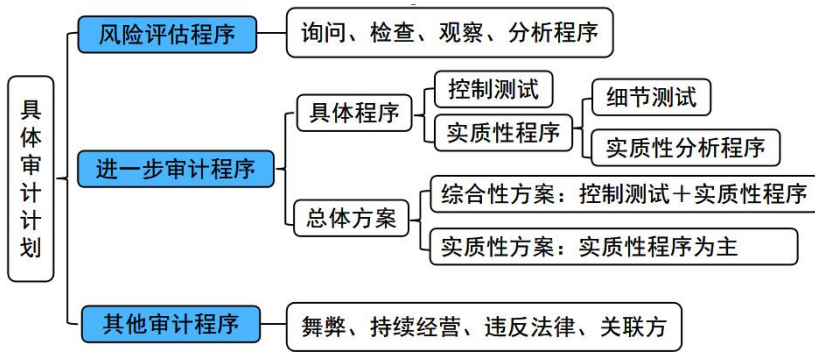 具体审计计划
风险评估程序
询问、检查、观察、分析程序
进一步审计程序
具体程序
控制测试
实质性程序
细节测试
实质性分析程序
总体方案
综合性方案：控制测试＋实质性程序
实质性方案：实质性程序为主
其他审计程序
舞弊、持续经营、违反法律、关联方